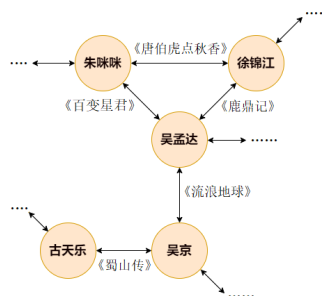 《唐伯虎点秋香》
....
朱咪咪
徐锦江
....
《百变星君》
《鹿鼎记》
吴孟达
......
《流浪地球》
....
古天乐
吴京
《蜀山传》
......